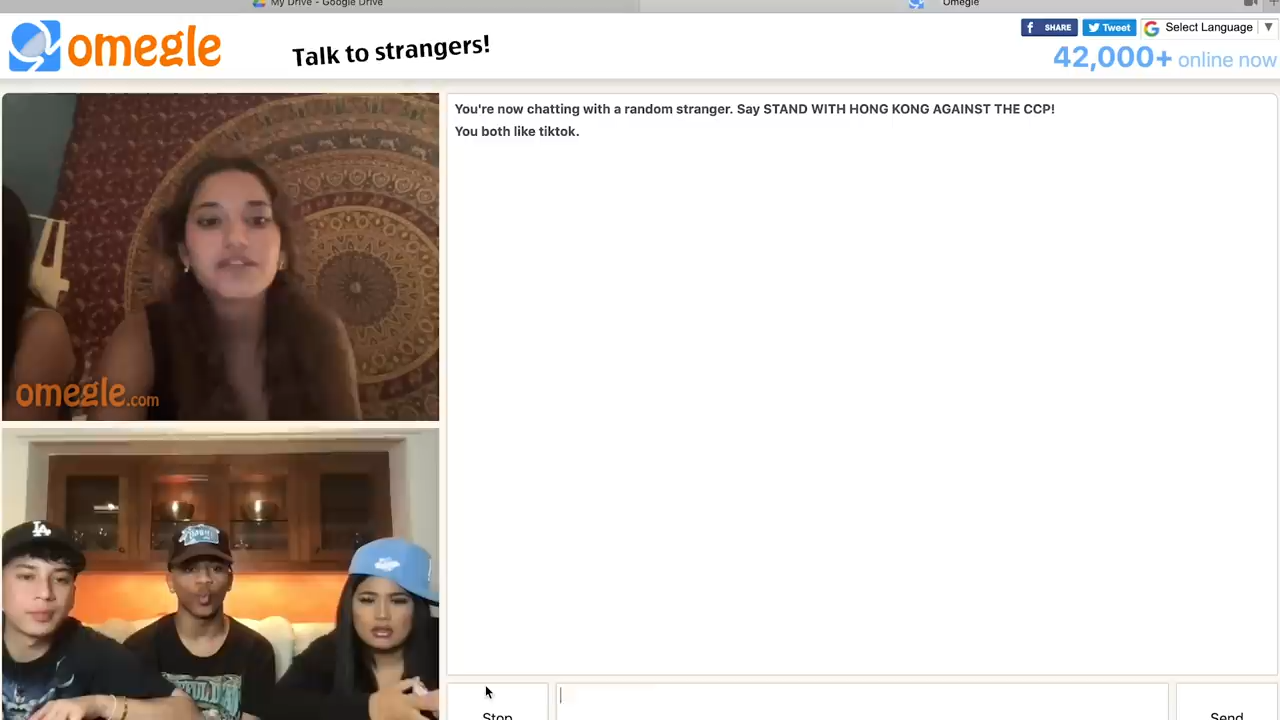 My Drive - Google Drive
Omegle
omegle
Talk to strangers!
SHARE
Tweet
Select Language
42,000+ online now
You're now chatting with a random stranger. Say STAND WITH HONG KONG AGAINST THE CCP!
You both like tiktok.
omegle.com
LA
Stop
Send